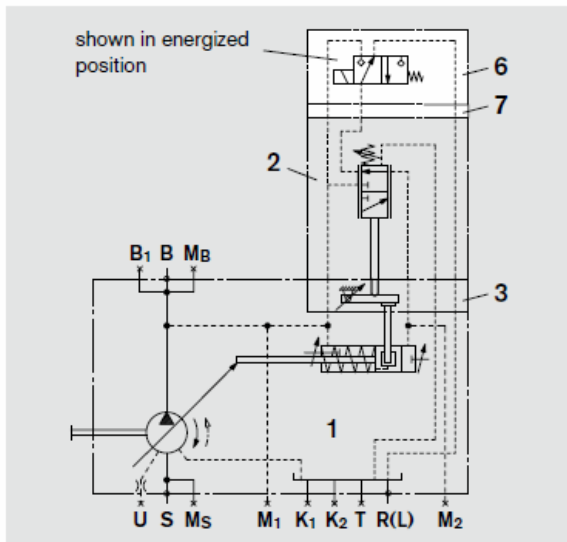 shown in energized
position
6
7
2
B1 B MB
3
1
U S MS M1 K1 K2 T R(L) M2